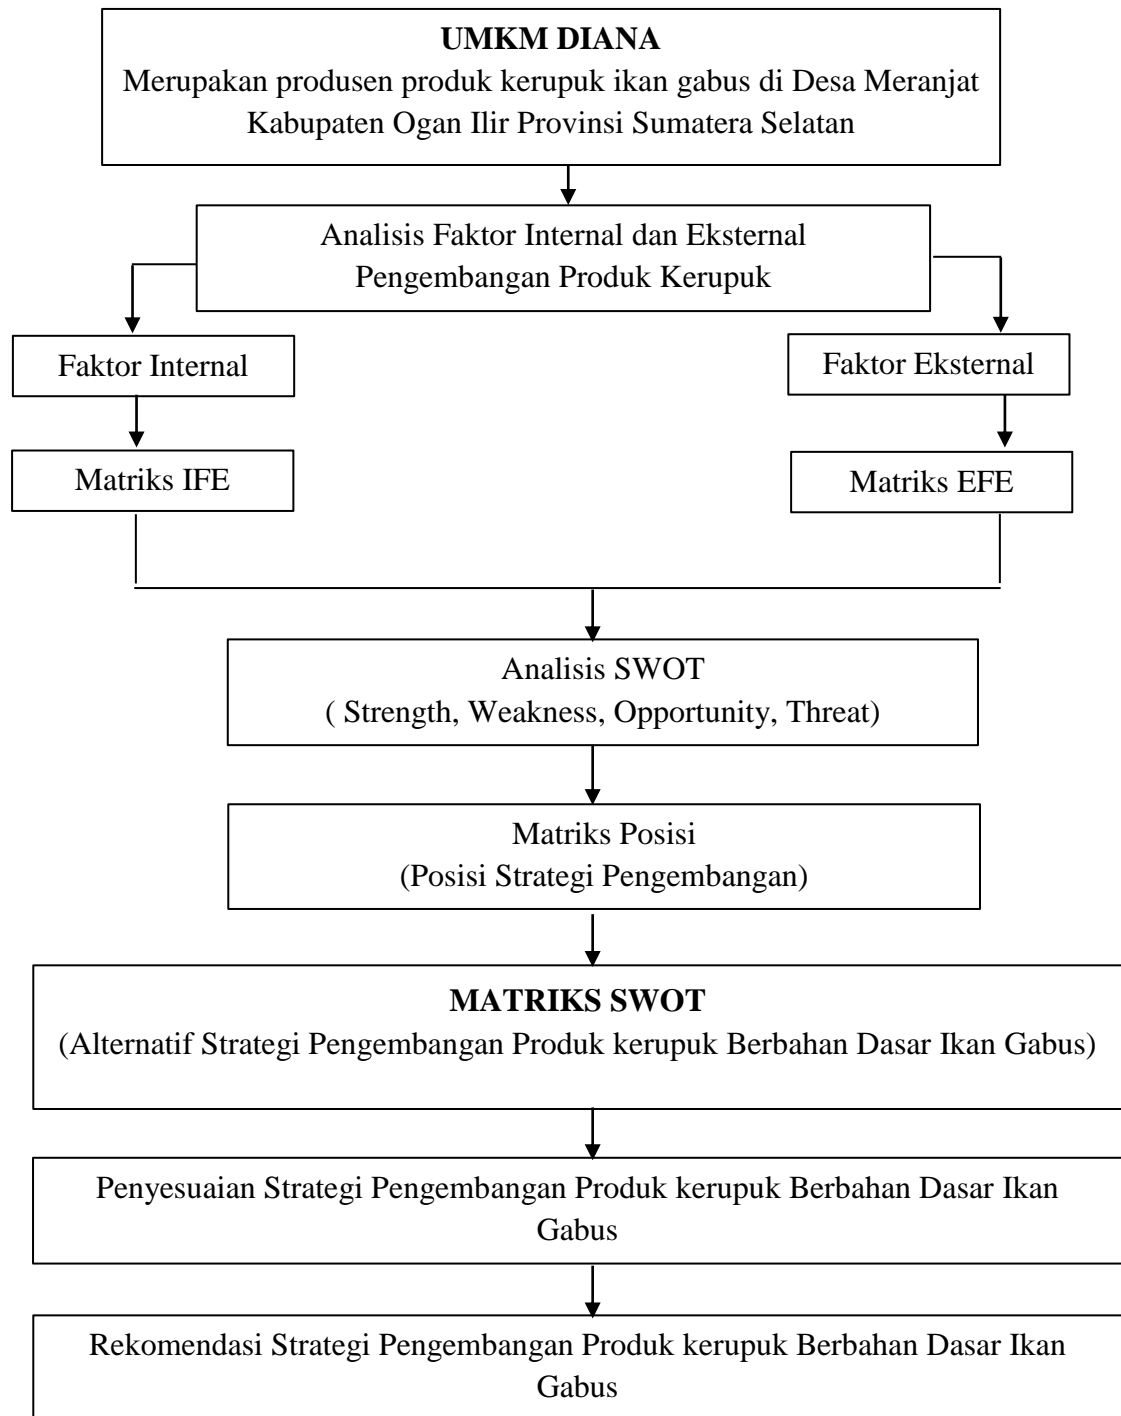 UMKM DIANA
Merupakan produsen produk kerupuk ikan gabus di Desa Meranjat
Kabupaten Ogan Ilir Provinsi Sumatera Selatan
Analisis Faktor Internal dan Eksternal
Pengembangan Produk Kerupuk
Faktor Internal
Faktor Eksternal
Matriks IFE
Matriks EFE
Analisis SWOT
( Strength, Weakness, Opportunity, Threat)
Matriks Posisi
(Posisi Strategi Pengembangan)
MATRIKS SWOT
(Alternatif Strategi Pengembangan Produk kerupuk Berbahan Dasar Ikan Gabus)
Penyesuaian Strategi Pengembangan Produk kerupuk Berbahan Dasar Ikan
Gabus
Rekomendasi Strategi Pengembangan Produk kerupuk Berbahan Dasar Ikan
Gabus